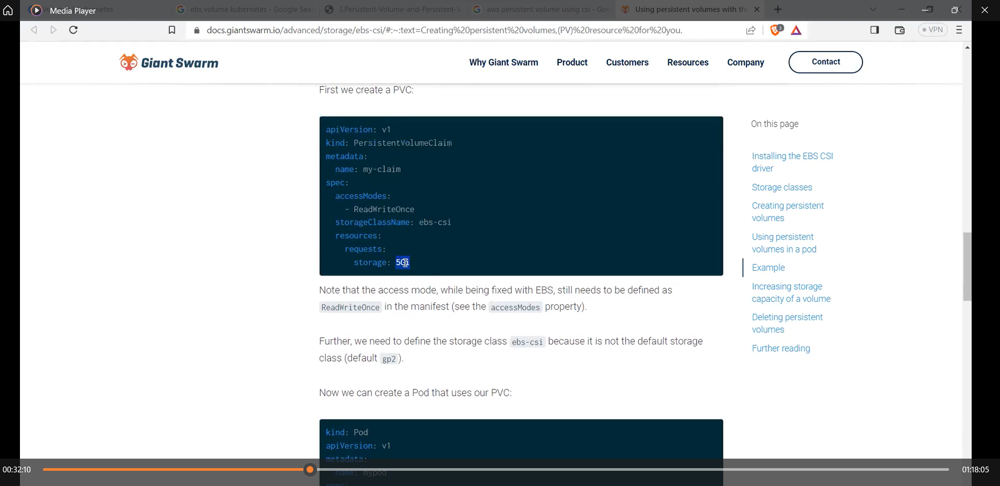 Media Player
ebs volume kubernetes - Google Sea
3.Persistent-Volume-and-Persistent-V
aws persistent volume using csi - Goo
Using persistent volumes with the
docs.giantswarm.io/advanced/storage/ebs-csi/#:~:text=Creating%20persistent%20volumes,(PV)%20resource%20for%20you.
3
VPN
Giant Swarm
Why Giant Swarm
Product
Customers
Resources
Company
Contact
First we create a PVC:
apiVersion: v1
kind: PersistentVolumeClaim
metadata:
name: my-claim
spec:
accessModes:
- ReadWriteOnce
storageClassName: ebs-csi
resources:
requests:
storage: 5Gi
Note that the access mode, while being fixed with EBS, still needs to be defined as
ReadWriteOnce in the manifest (see the accessModes property).
Further, we need to define the storage class ebs-csi because it is not the default storage
class (default gp2 ).
Now we can create a Pod that uses our PVC:
kind: Pod
apiVersion: v1
metadata:
name: mypod
spec:
On this page
Installing the EBS CSI
driver
Storage classes
Creating persistent
volumes
Using persistent
volumes in a pod
Example
Increasing storage
capacity of a volume
Deleting persistent
volumes
Further reading
00:32:10
01:18:05